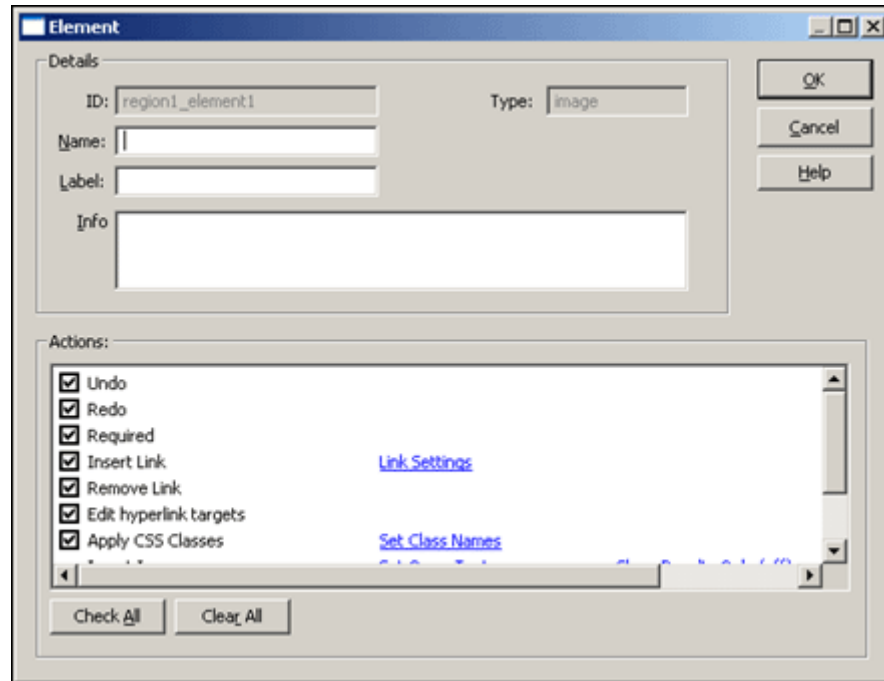 Element
Details
ID: region1_element1 Type: image
Name:
Label:
Info
OK
Cancel
Help
Actions:
Undo
Redo
Required
Insert Link Link Settings
Remove Link
Edit hyperlink targets
Apply CSS Classes Set Class Names
Check All Clear All